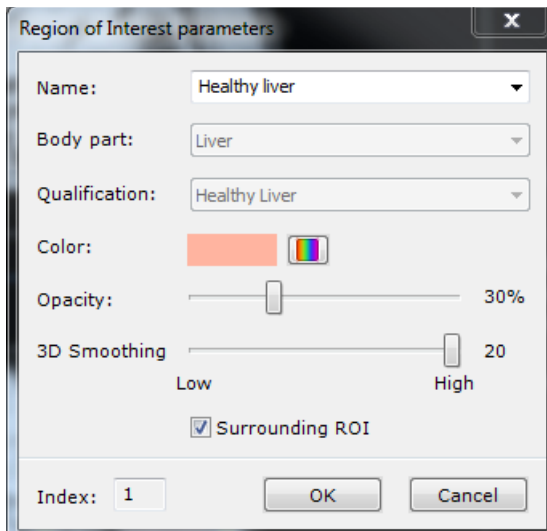 Region of Interest parameters
x
Name: Healthy liver
Body part: Liver
Qualification: Healthy Liver
Color:
Opacity: 30%
3D Smoothing 20
Low High
Surrounding ROI
Index: 1 OK Cancel